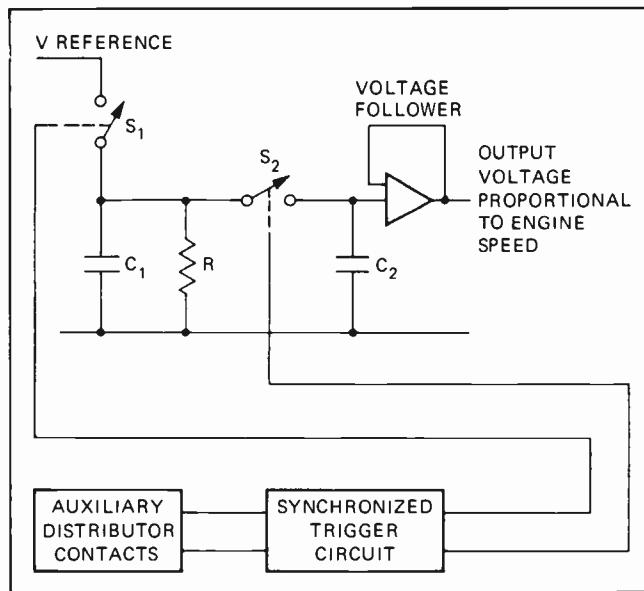 V REFERENCE
S1
VOLTAGE
FOLLOWER
S2
OUTPUT
VOLTAGE
PROPORTIONAL
TO ENGINE
SPEED
C1
R
C2
AUXILIARY
DISTRIBUTOR
CONTACTS
SYNCHRONIZED
TRIGGER
CIRCUIT